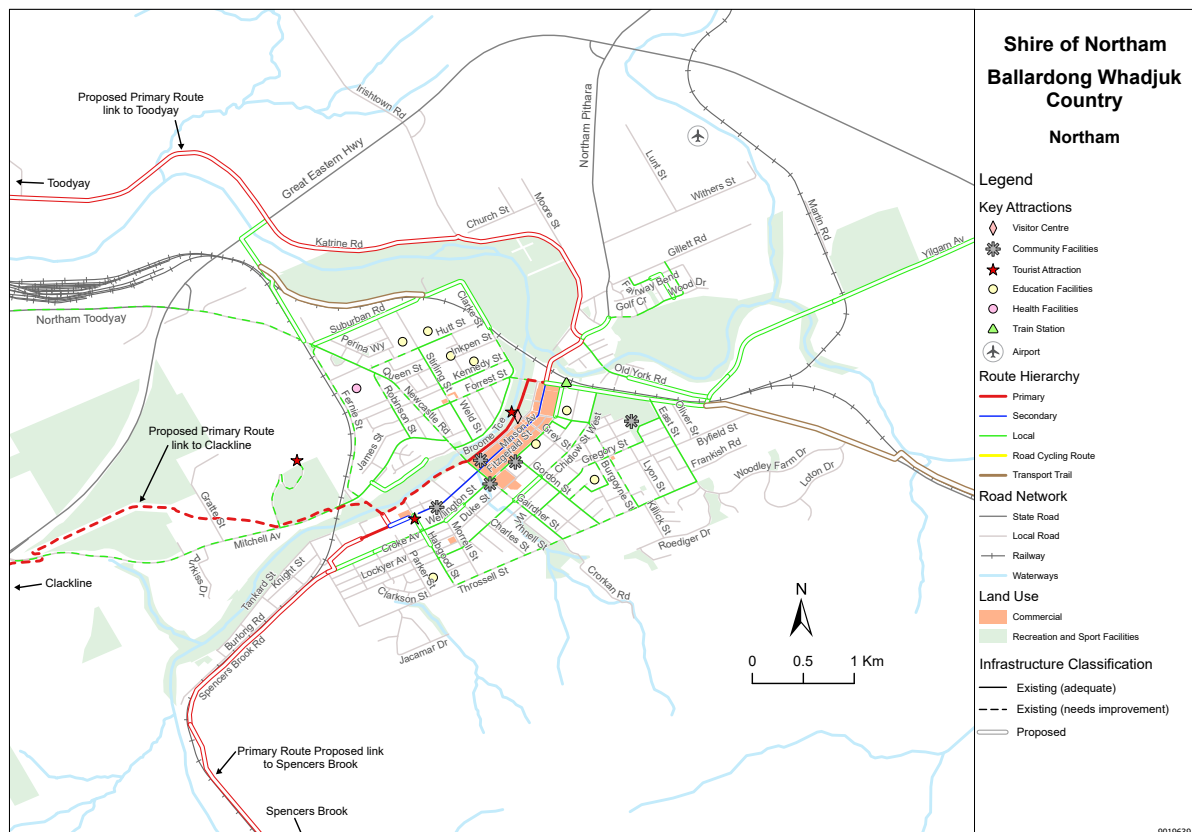 Shire of Northam
Ballardong Whadjuk
Country
Northam
Legend
Key Attractions
Visitor Centre
Community Facilities
Tourist Attraction
Education Facilities
Health Facilities
Train Station
Airport
Route Hierarchy
Primary
Secondary
Local
Road Cycling Route
Transport Trail
Road Network
State Road
Local Road
Railway
Waterways
Land Use
Commercial
Recreation and Sport Facilities
Infrastructure Classification
Existing (adequate)
Existing (needs improvement)
Proposed
Proposed Primary Route
link to Toodyay
Toodyay
Irishtown Rd
Great Eastern Hwy
Northam Pithara
Lunt St
Withers St
Martin Rd
Church St
Moore St
Katrine Rd
Gillett Rd
Yilgarn Av
Fairway Bend
Wood Dr
Golf Cr
Northam Toodyay
Suburban Rd
Clarke St
Hutt St
Perina Wy
Inkpen St
Kennedy St
Queen St
Stirling St
Forrest St
Old York Rd
Fernie St
Robinson St
Newcastle Rd
Weld St
Broome Tce
Minson Av
Fitzgerald St
Grey St
Chidlow St West
East St
Oliver St
Byfield St
Frankish Rd
Gregory St
James St
Gordon St
Burgoyne St
Lyon St
Woodley Farm Dr
Loton Dr
Proposed Primary Route
link to Clackline
Gratte St
Wellington St
Duke St
Gairdner St
Withnell St
Killick St
Mitchell Av
Croke Av
Habgood St
Morrell St
Charles St
Roediger Dr
Purkiss Dr
Knight St
Tankard St
Lockyer Av
Parker St
Throssell St
Clarkson St
Crorkan Rd
Clackline
Burlong Rd
Spencers Brook Rd
Jacamar Dr
N
0 0.5 1 Km
Primary Route Proposed link
to Spencers Brook
Spencers Brook